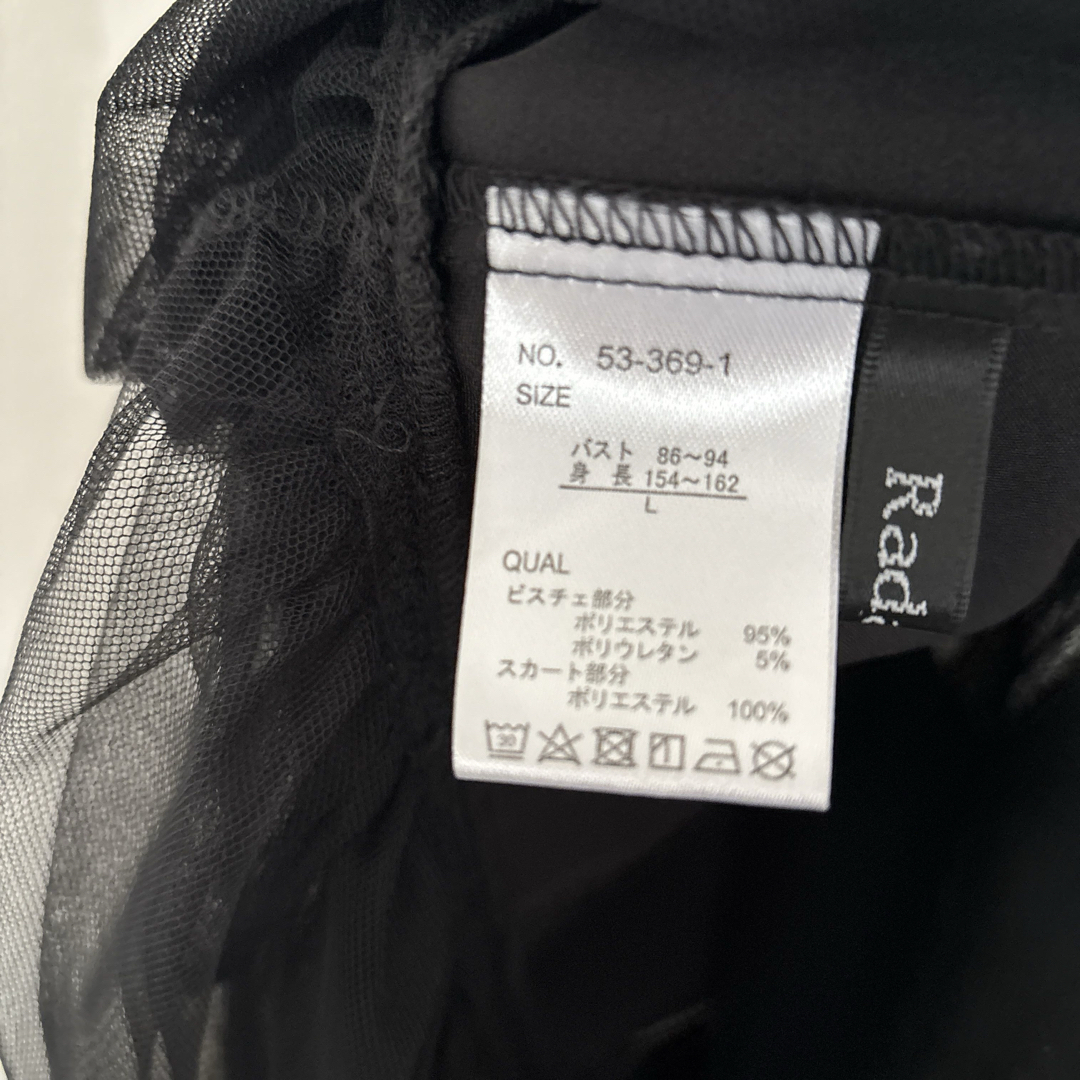 NO. 53-369-1
SiZE
バスト 86〜94
身 長 154〜162
L
QUAL
ビスチェ部分
ポリエステル 95%
ポリウレタン 5%
スカート部分
ポリエステル 100%
30